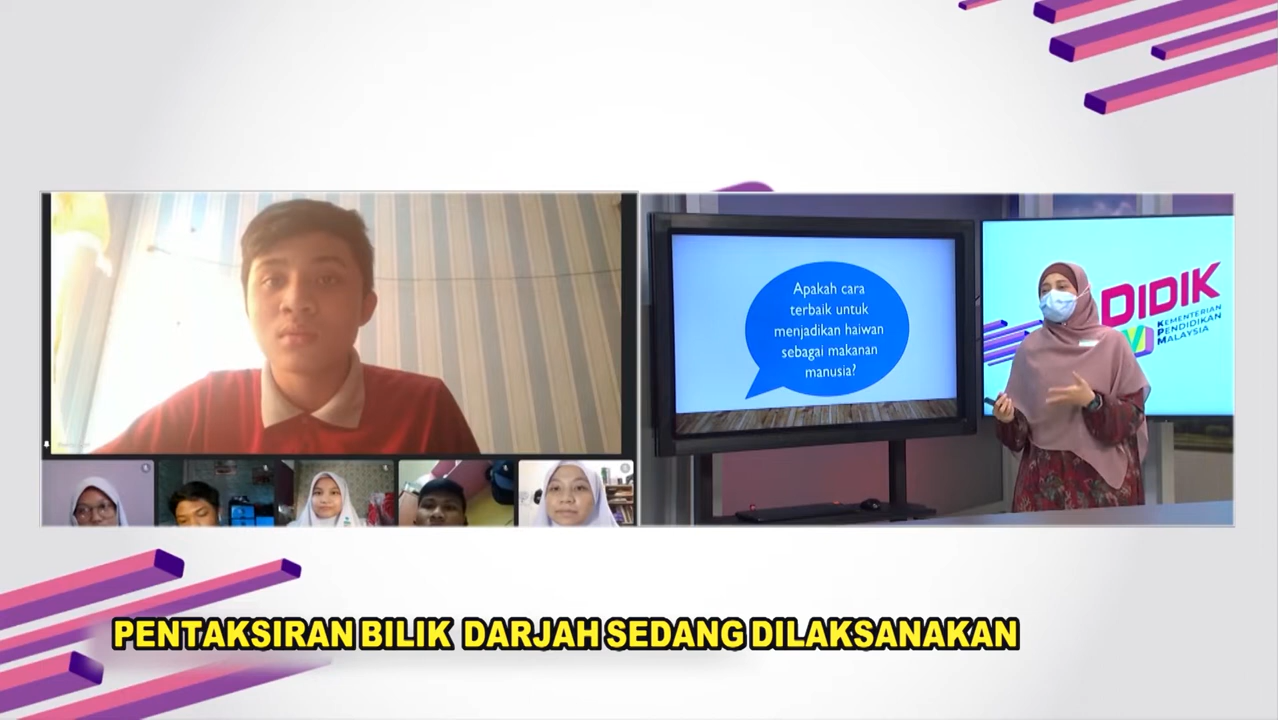 Apakah cara
terbaik untuk
menjadikan haiwan
sebagai makanan
manusia?
DIDIK
KEMENTERIAN
PENDIDIKAN
MALAYSIA
PENTAKSIRAN BILIK DARJAH SEDANG DILAKSANAKAN